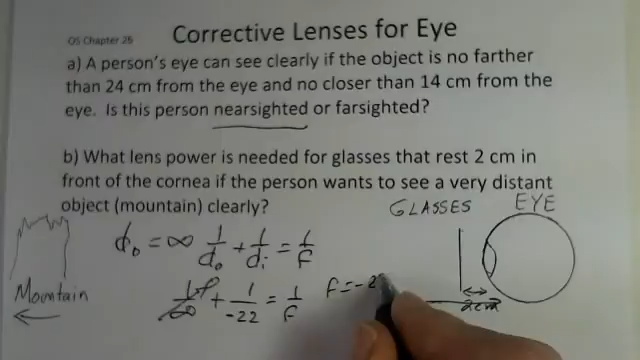 Corrective Lenses for Eye
OS Chapter 26
a) A person's eye can see clearly if the object is no farther
than 24 cm from the eye and no closer than 14 cm from the
eye. Is this person nearsighted or farsighted?
b) What lens power is needed for glasses that rest 2 cm in
front of the cornea if the person wants to see a very distant
object (mountain) clearly?
GLASSES EYE
d₀ = ∞ 1/d₀ + 1/dᵢ = 1/f
Mountain
1/∞ + 1/-22 = 1/f
f = -2
2cm